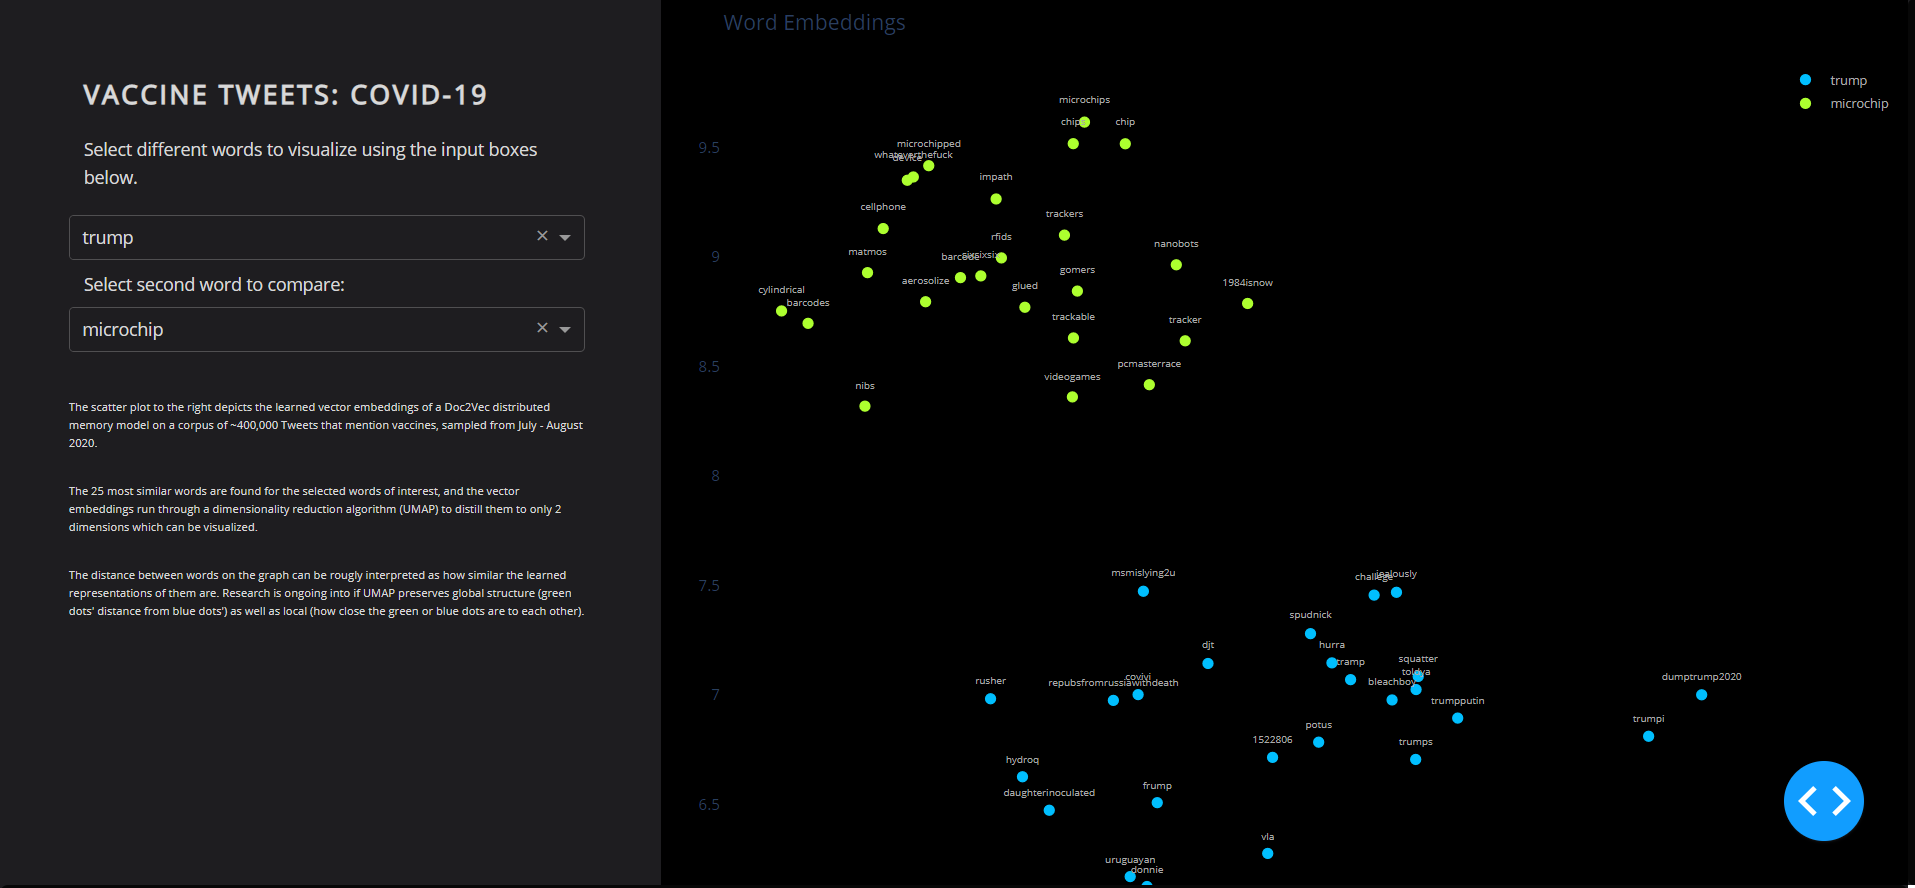 VACCINE TWEETS: COVID-19
Select different words to visualize using the input boxes
below.
trump
Select second word to compare:
microchip
The scatter plot to the right depicts the learned vector embeddings of a Doc2Vec distributed
memory model on a corpus of ~400,000 Tweets that mention vaccines, sampled from July - August
2020.
The 25 most similar words are found for the selected words of interest, and the vector
embeddings run through a dimensionality reduction algorithm (UMAP) to distill them to only 2
dimensions which can be visualized.
The distance between words on the graph can be rougly interpreted as how similar the learned
representations of them are. Research is ongoing into if UMAP preserves global structure (green
dots' distance from blue dots') as well as local (how close the green or blue dots are to each other).
Word Embeddings
trump
microchip
microchips
chips
chip
9.5
microchipped
whateverthefuck
device
impath
cellphone
trackers
rfids
nanobots
matmos
barcode
sixsixsix
9
gomers
aerosolize
1984isnow
glued
cylindrical
barcodes
trackable
tracker
8.5
pcmasterrace
videogames
nibs
8
msmislying2u
jealously
7.5
spudnick
djt
hurra
tramp
squatter
toldya
dumptrump2020
rusher
repubsfromrussiawithdeath
covivi
bleachboy
7
trumpputin
trumpi
potus
1522806
trumps
hydroq
frump
daughterinoculated
6.5
vla
uruguayan
donnie